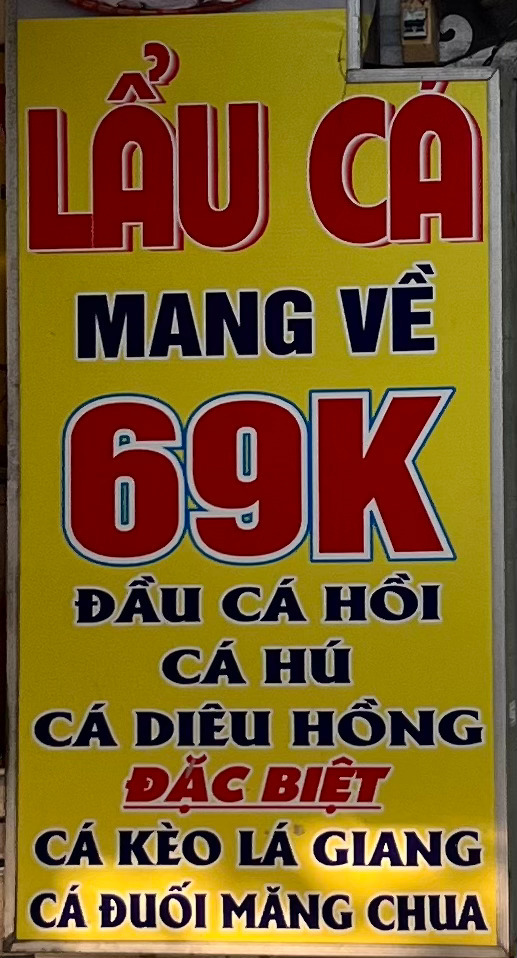 LẨU CÁ
MANG VỀ
69K
ĐẦU CÁ HỒI
CÁ HÚ
CÁ DIÊU HỒNG
ĐẶC BIỆT
CÁ KÈO LÁ GIANG
CÁ ĐUỐI MĂNG CHUA